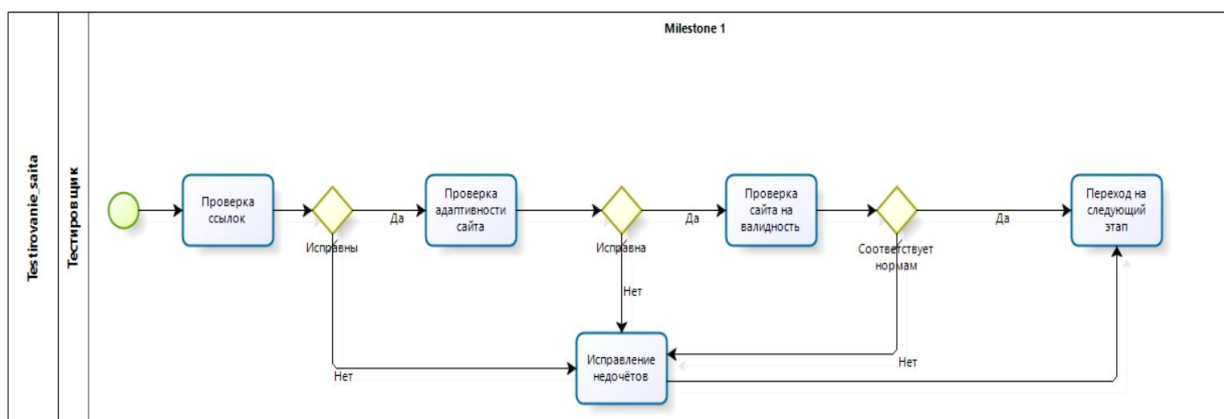 Milestone 1
Testirovanie_saita
Тестировщик
Проверка
ссылок
Исправны
Да
Проверка
адаптивности
сайта
Исправна
Да
Проверка
сайта на
валидность
Соответствует
нормам
Да
Переход на
следующий
этап
Нет
Нет
Нет
Исправление
недочётов